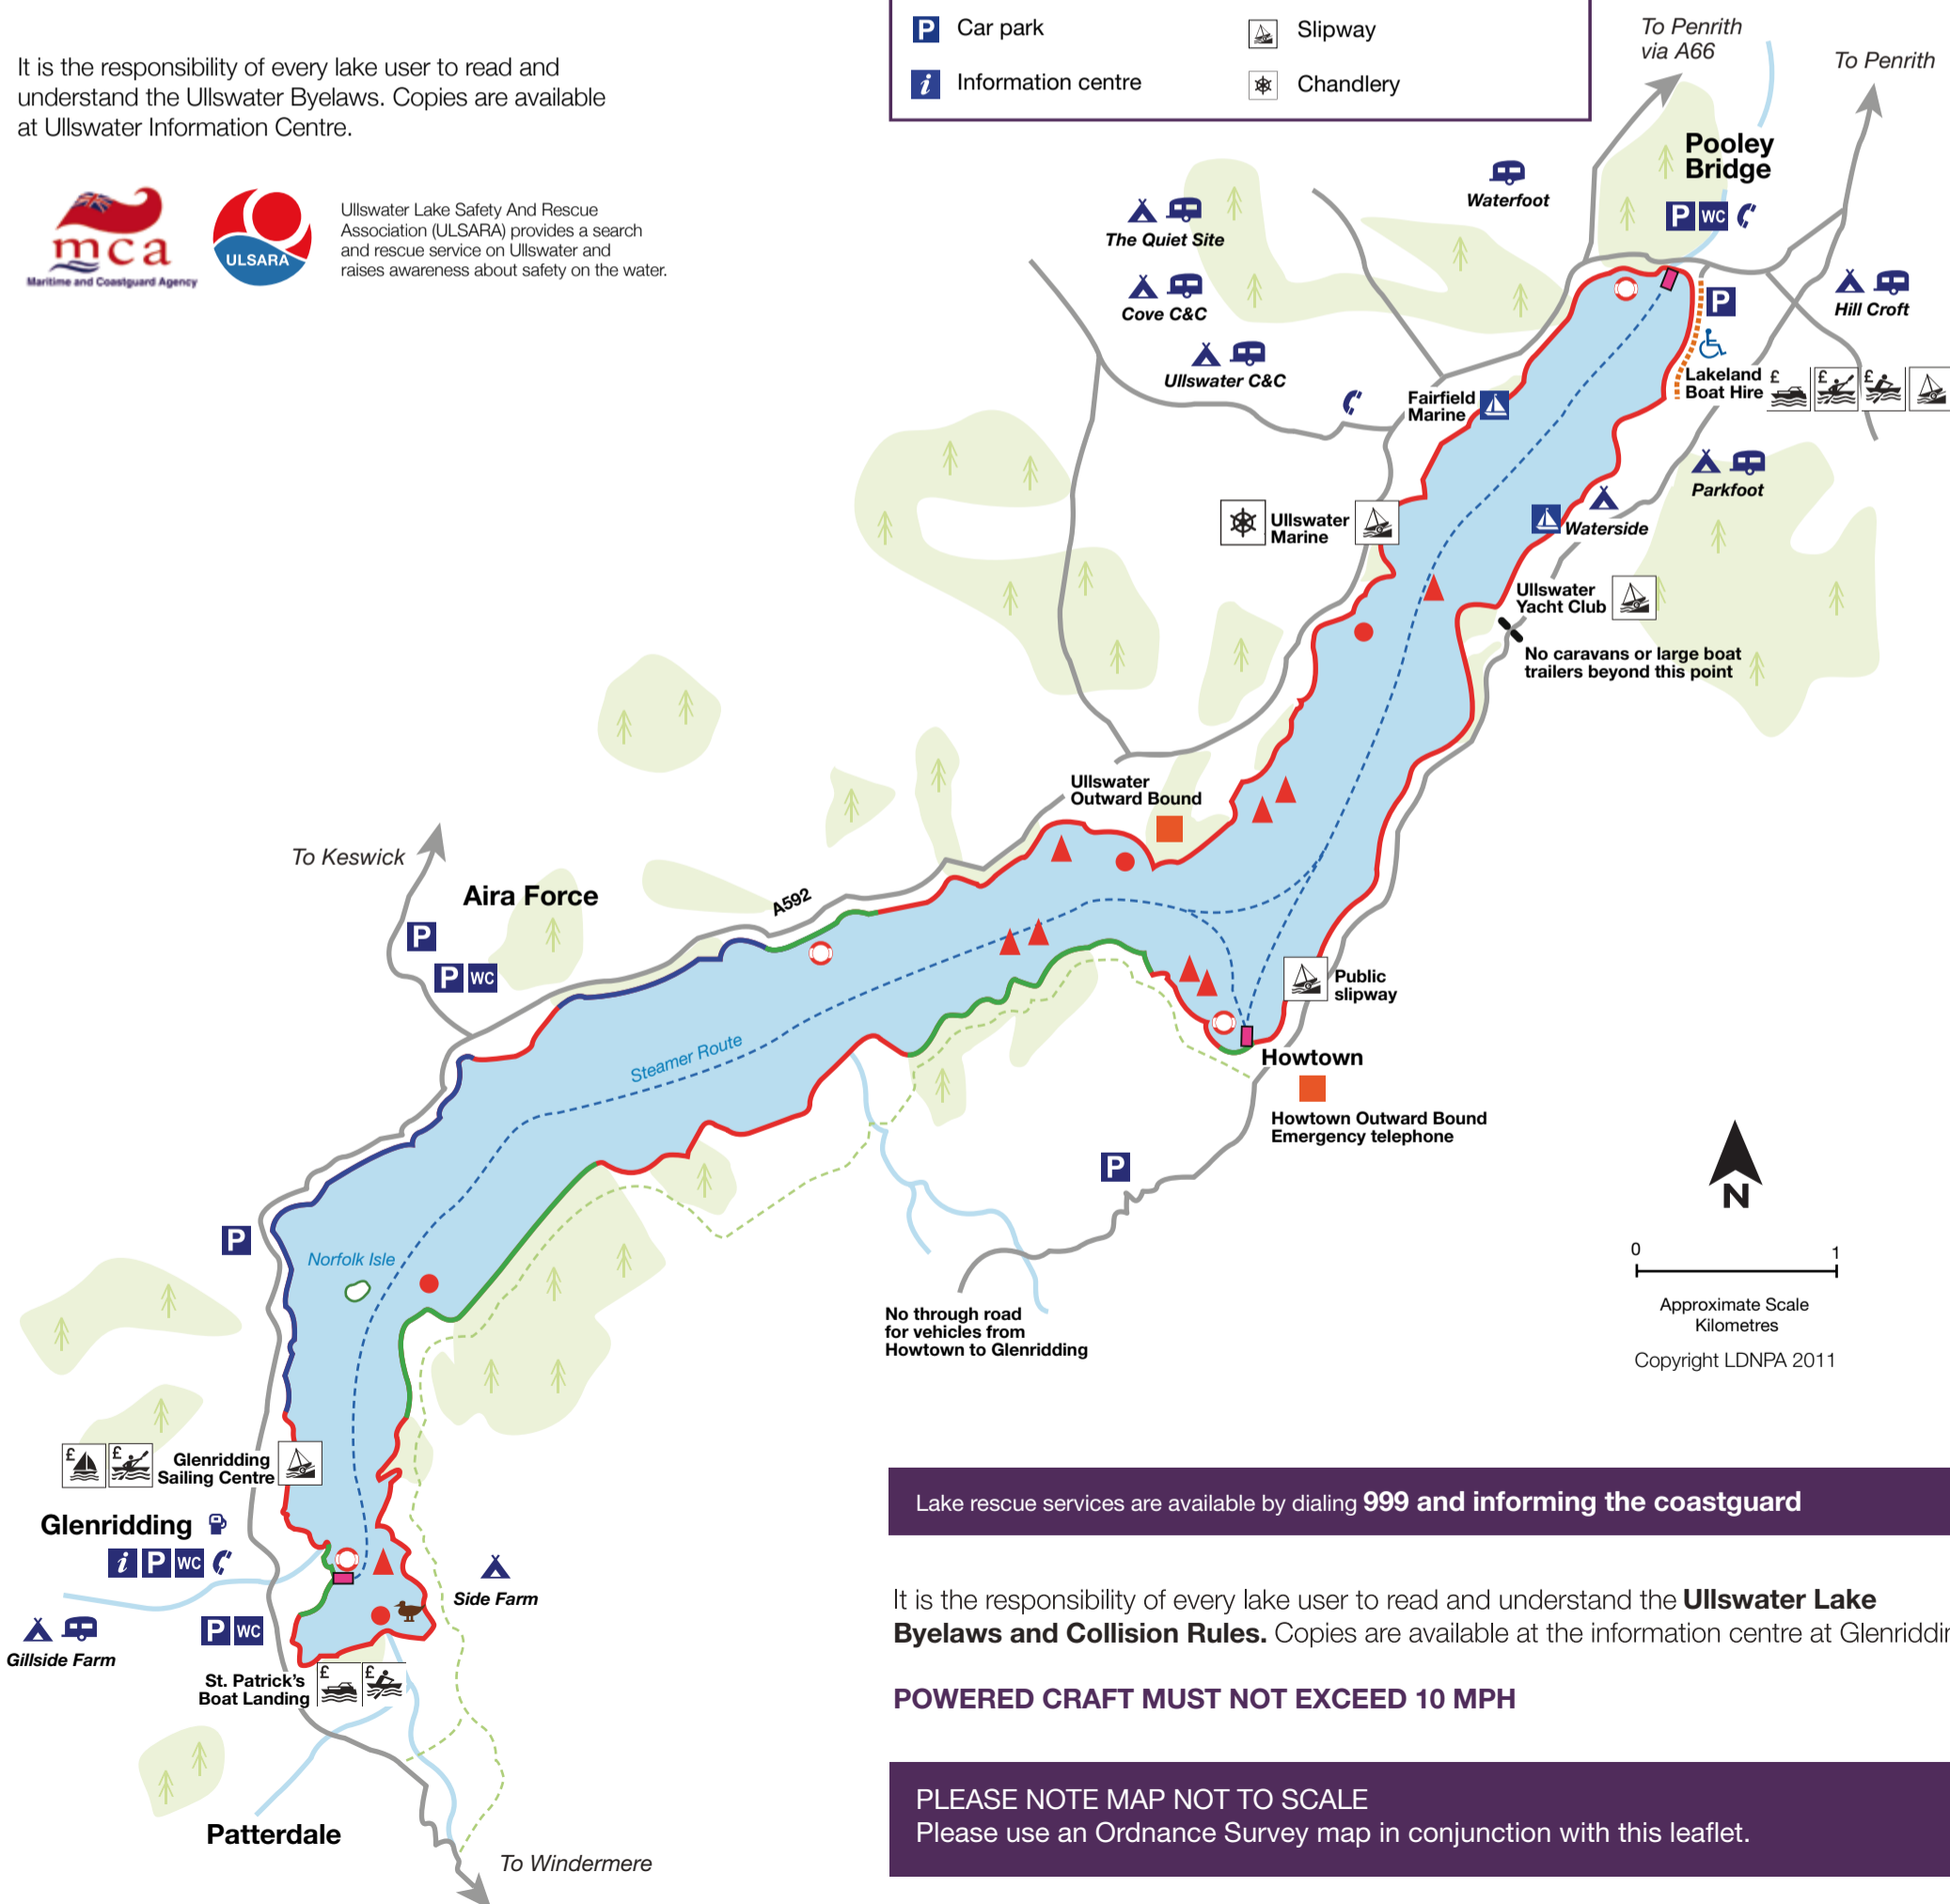 It is the responsibility of every lake user to read and
understand the Ullswater Byelaws. Copies are available
at Ullswater Information Centre.
mca
Maritime and Coastguard Agency
ULSARA
Ullswater Lake Safety And Rescue
Association (ULSARA) provides a search
and rescue service on Ullswater and
raises awareness about safety on the water.
P Car park
Slipway
i Information centre
Chandlery
To Penrith
via A66
To Penrith
Pooley
Bridge
P WC
Waterfoot
The Quiet Site
Cove C&C
Ullswater C&C
Hill Croft
P
Lakeland
Boat Hire
£ £ £
Fairfield
Marine
Parkfoot
Waterside
Ullswater
Marine
Ullswater
Yacht Club
No caravans or large boat
trailers beyond this point
Ullswater
Outward Bound
To Keswick
Aira Force
A592
P
P WC
Public
slipway
Steamer Route
Howtown
Howtown Outward Bound
Emergency telephone
P
N
P
Norfolk Isle
0 1
Approximate Scale
Kilometres
Copyright LDNPA 2011
No through road
for vehicles from
Howtown to Glenridding
£ £
Glenridding
Sailing Centre
Glenridding
i P WC
Side Farm
P WC
Gillside Farm
St. Patrick's
Boat Landing
£ £
Patterdale
To Windermere
Lake rescue services are available by dialing 999 and informing the coastguard
It is the responsibility of every lake user to read and understand the Ullswater Lake
Byelaws and Collision Rules. Copies are available at the information centre at Glenriddin
POWERED CRAFT MUST NOT EXCEED 10 MPH
PLEASE NOTE MAP NOT TO SCALE
Please use an Ordnance Survey map in conjunction with this leaflet.